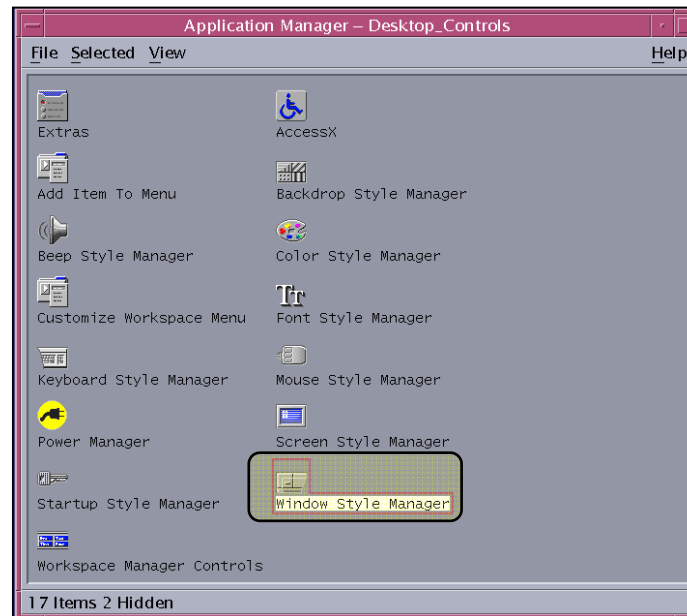 Application Manager – Desktop_Controls
File Selected View Help
Extras AccessX
Add Item To Menu Backdrop Style Manager
Beep Style Manager Color Style Manager
Customize Workspace Menu Font Style Manager
Keyboard Style Manager Mouse Style Manager
Power Manager Screen Style Manager
Startup Style Manager Window Style Manager
Workspace Manager Controls
17 Items 2 Hidden